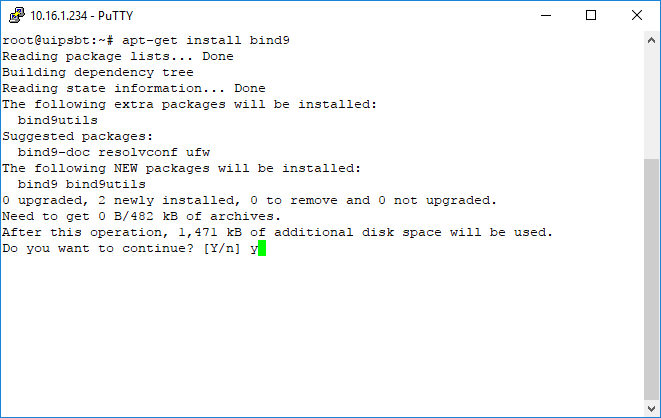 10.16.1.234 - PuTTY
root@uipsbt:~# apt-get install bind9
Reading package lists... Done
Building dependency tree
Reading state information... Done
The following extra packages will be installed:
  bind9utils
Suggested packages:
  bind9-doc resolvconf ufw
The following NEW packages will be installed:
  bind9 bind9utils
0 upgraded, 2 newly installed, 0 to remove and 0 not upgraded.
Need to get 0 B/482 kB of archives.
After this operation, 1,471 kB of additional disk space will be used.
Do you want to continue? [Y/n] y